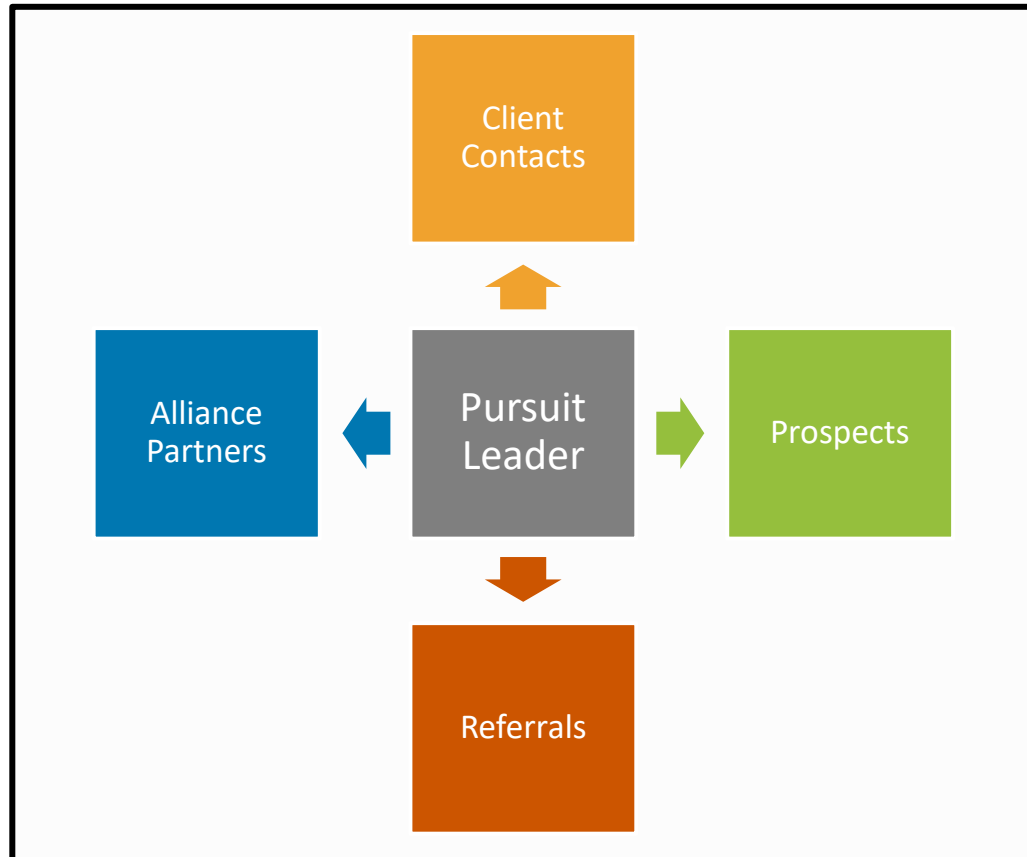 Client
Contacts
Alliance
Partners
Pursuit
Leader
Prospects
Referrals